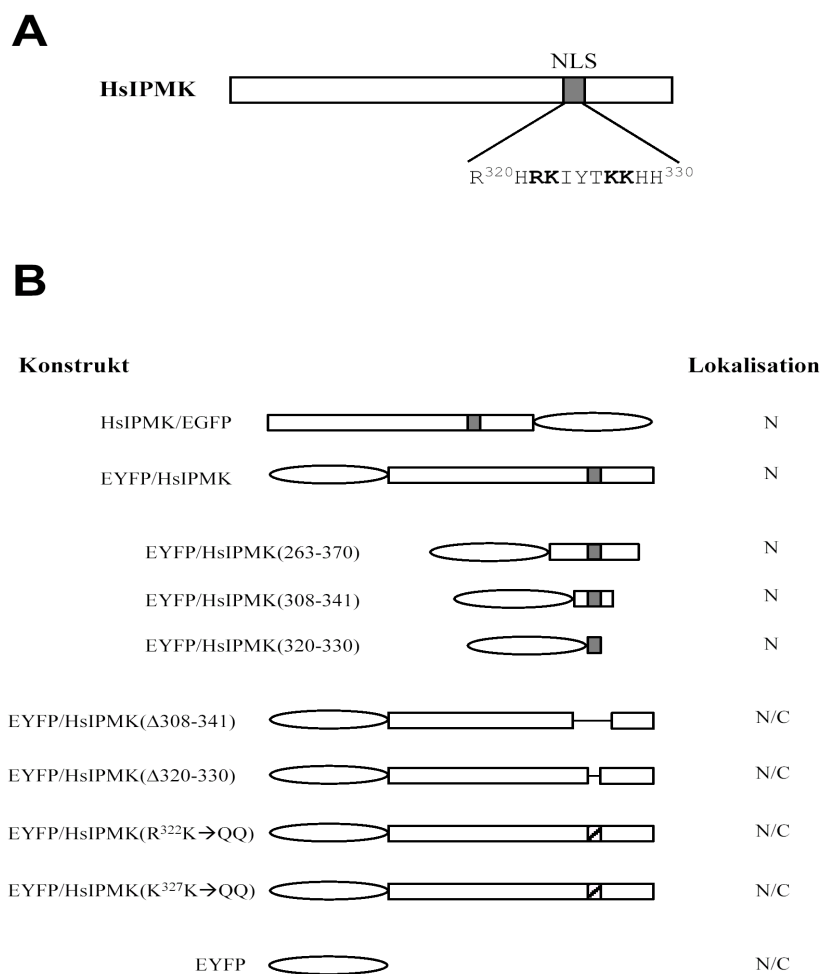 A
NLS
HsIPMK
R³²⁰HRKIYTKKHH³³⁰
B
Konstrukt Lokalisation
HsIPMK/EGFP N
EYFP/HsIPMK N
EYFP/HsIPMK(263-370) N
EYFP/HsIPMK(308-341) N
EYFP/HsIPMK(320-330) N
EYFP/HsIPMK(Δ308-341) N/C
EYFP/HsIPMK(Δ320-330) N/C
EYFP/HsIPMK(R³²²K→QQ) N/C
EYFP/HsIPMK(K³²⁷K→QQ) N/C
EYFP N/C